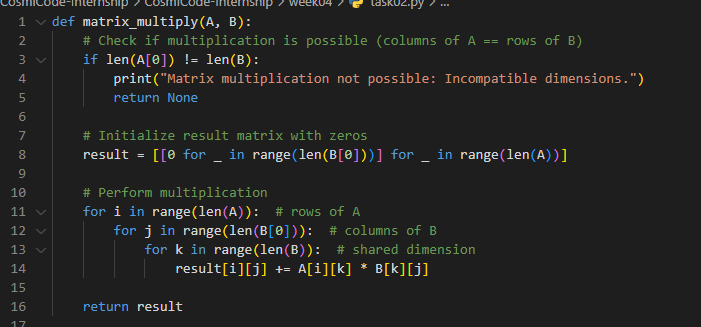 CosmiCode-Internship > CosmiCode-Internship > week04 > task02.py > ...
1 def matrix_multiply(A, B):
2     # Check if multiplication is possible (columns of A == rows of B)
3     if len(A[0]) != len(B):
4         print("Matrix multiplication not possible: Incompatible dimensions.")
5         return None
6
7     # Initialize result matrix with zeros
8     result = [[0 for _ in range(len(B[0]))] for _ in range(len(A))]
9
10     # Perform multiplication
11     for i in range(len(A)):  # rows of A
12         for j in range(len(B[0])):  # columns of B
13             for k in range(len(B)):  # shared dimension
14                 result[i][j] += A[i][k] * B[k][j]
15
16     return result
17